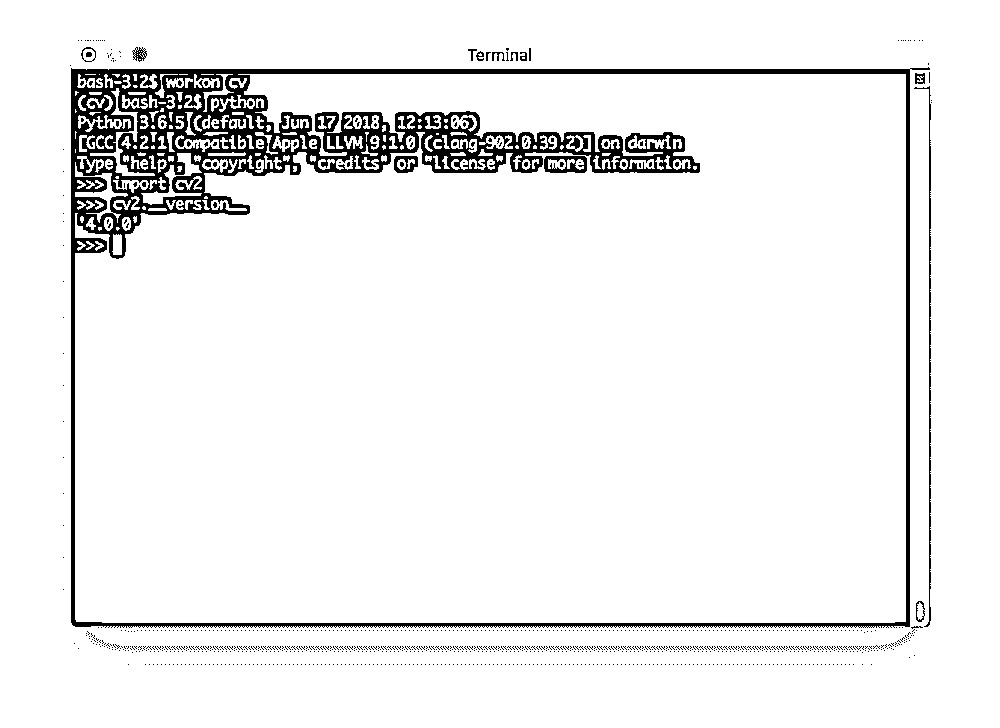 Terminal
bash-3.2$ workon cv
(cv) bash-3.2$ python
Python 3.6.5 (default, Jun 17 2018, 12:13:06)
[GCC 4.2.1 Compatible Apple LLVM 9.1.0 (clang-902.0.39.2)] on darwin
Type "help", "copyright", "credits" or "license" for more information.
>>> import cv2
>>> cv2.__version__
'4.0.0'
>>>